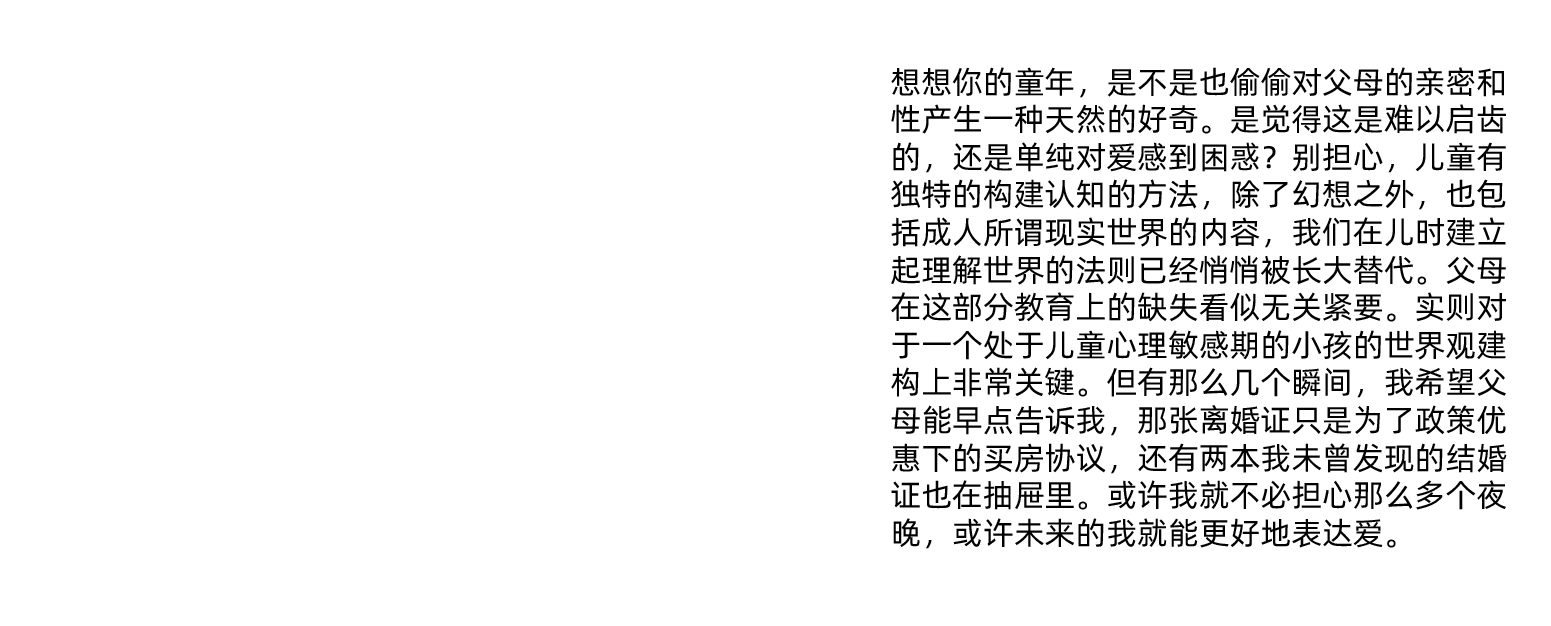 想想你的童年，是不是也偷偷对父母的亲密和
性产生一种天然的好奇。是觉得这是难以启齿
的，还是单纯对爱感到困惑？别担心，儿童有
独特的构建认知的方法，除了幻想之外，也包
括成人所谓现实世界的内容，我们在儿时建立
起理解世界的法则已经悄悄被长大替代。父母
在这部分教育上的缺失看似无关紧要。实则对
于一个处于儿童心理敏感期的小孩的世界观建
构上非常关键。但有那么几个瞬间，我希望父
母能早点告诉我，那张离婚证只是为了政策优
惠下的买房协议，还有两本我未曾发现的结婚
证也在抽屉里。或许我就不必担心那么多个夜
晚，或许未来的我就能更好地表达爱。